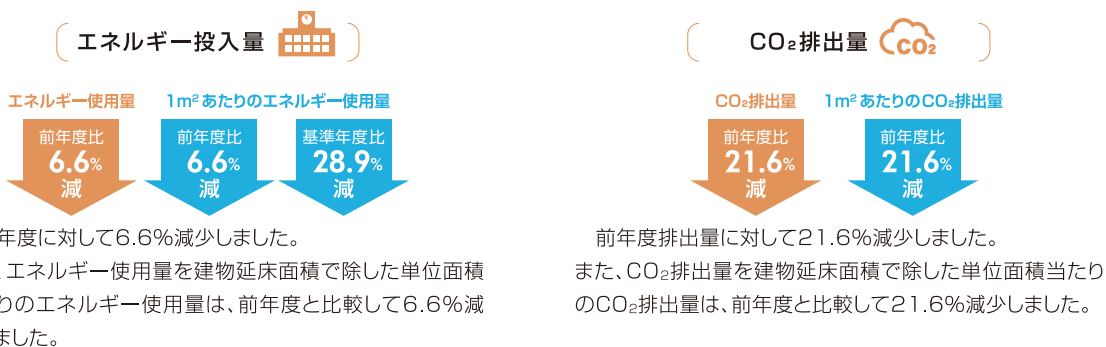 エネルギー投入量
エネルギー使用量
1m²あたりのエネルギー使用量
前年度比
6.6%
減
前年度比
6.6%
減
基準年度比
28.9%
減
年度に対して6.6%減少しました。
、エネルギー使用量を建物延床面積で除した単位面積
りのエネルギー使用量は、前年度と比較して6.6%減
ました。
CO₂排出量
CO₂
CO₂排出量
1m²あたりのCO₂排出量
前年度比
21.6%
減
前年度比
21.6%
減
前年度排出量に対して21.6%減少しました。
また、CO₂排出量を建物延床面積で除した単位面積当たり
のCO₂排出量は、前年度と比較して21.6%減少しました。